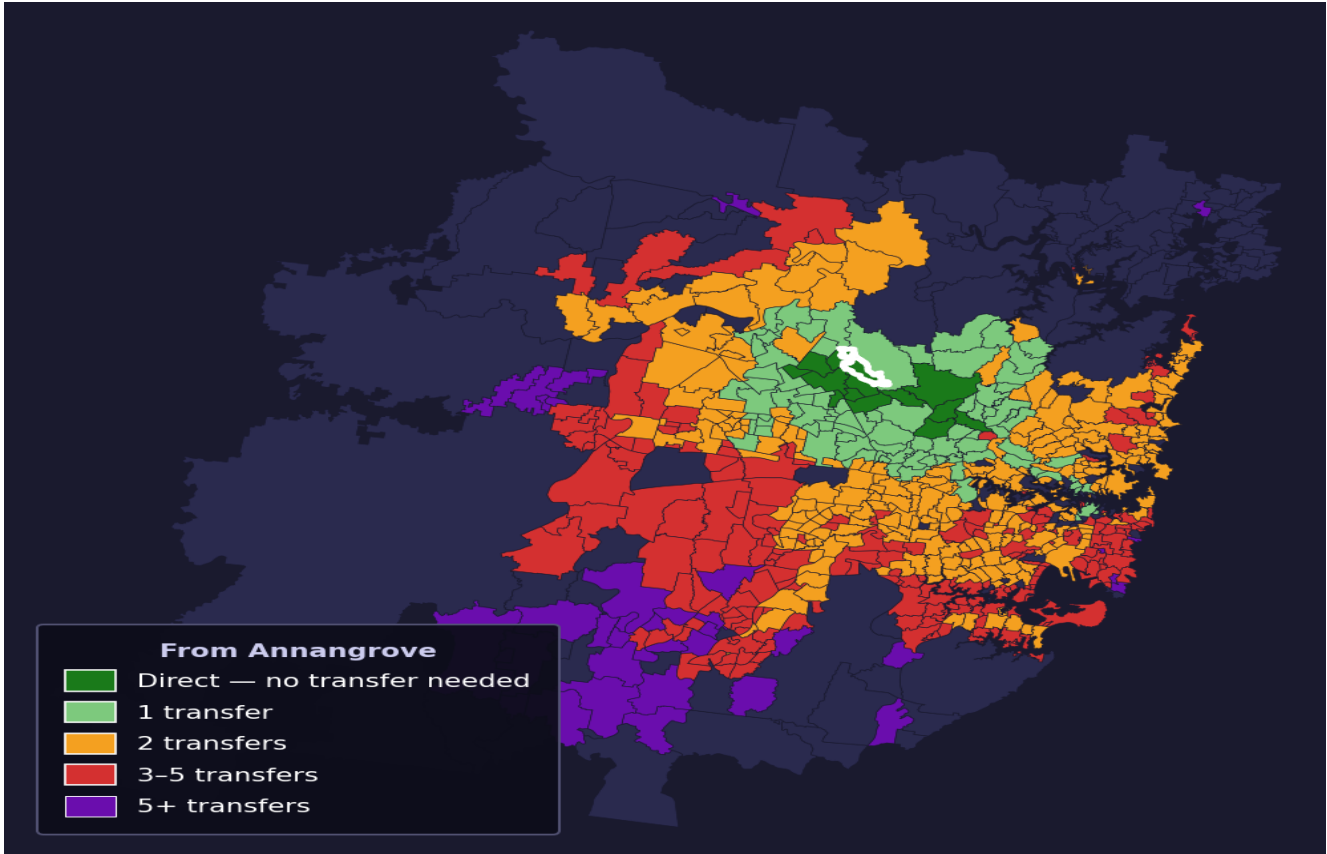 From Annangrove
Direct — no transfer needed
1 transfer
2 transfers
3–5 transfers
5+ transfers